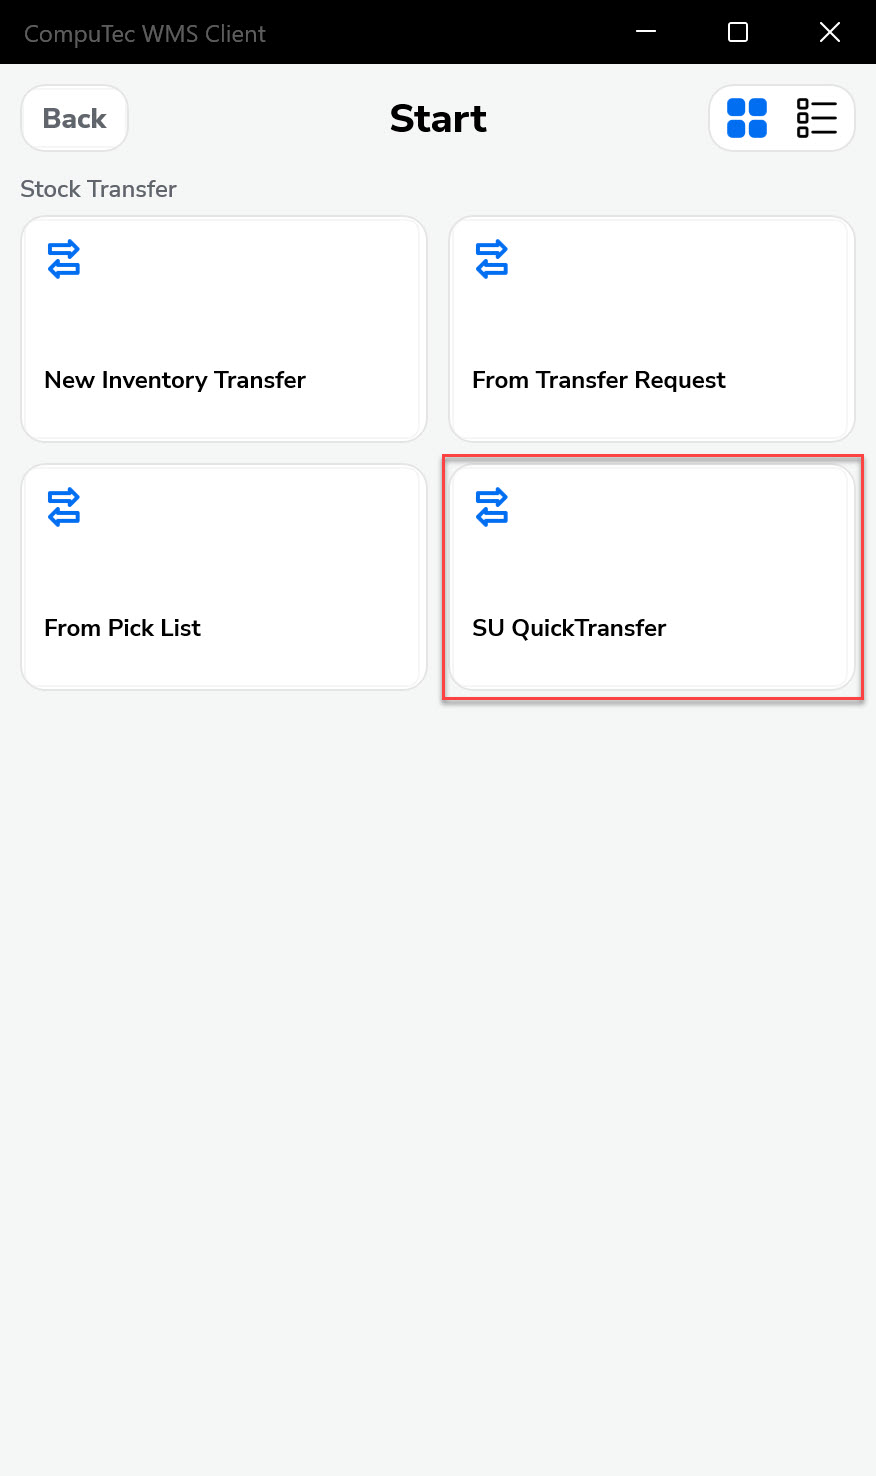 CompuTec WMS Client
Back
Start
Stock Transfer
New Inventory Transfer
From Transfer Request
From Pick List
SU QuickTransfer